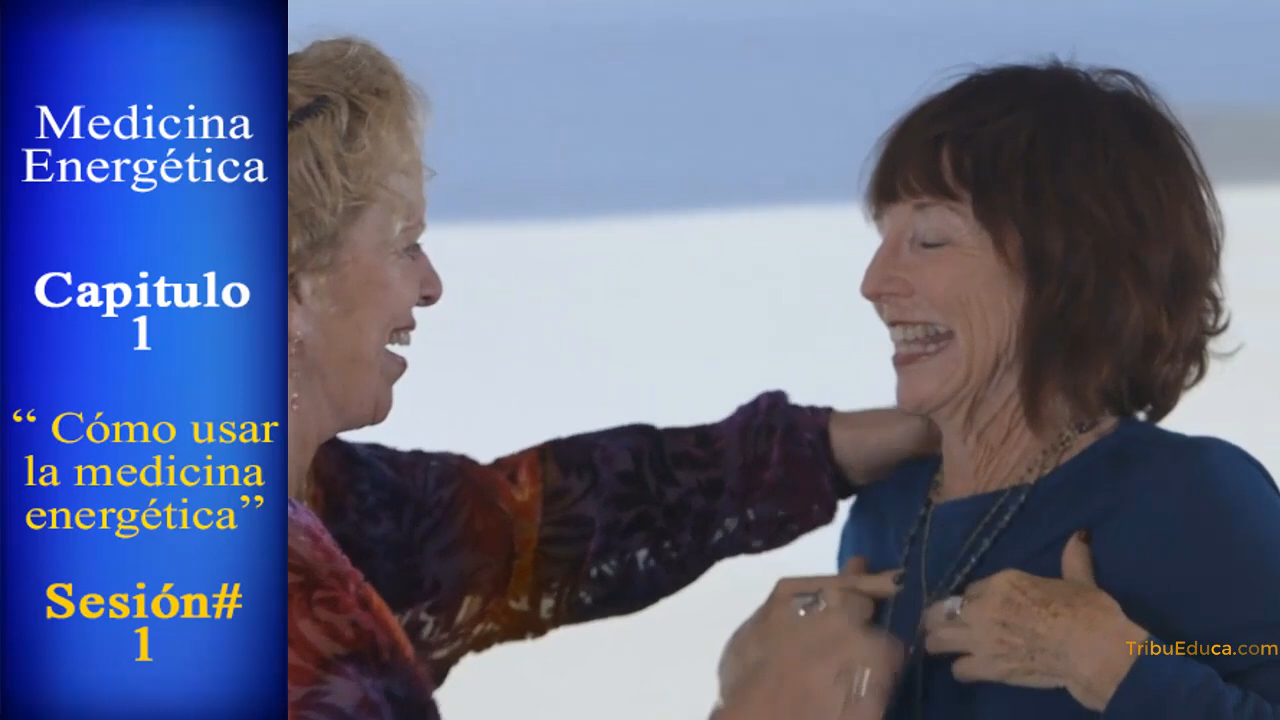 Medicina
Energética
Capitulo
1
“ Cómo usar
la medicina
energética”
Sesión#
1
TribuEduca.com